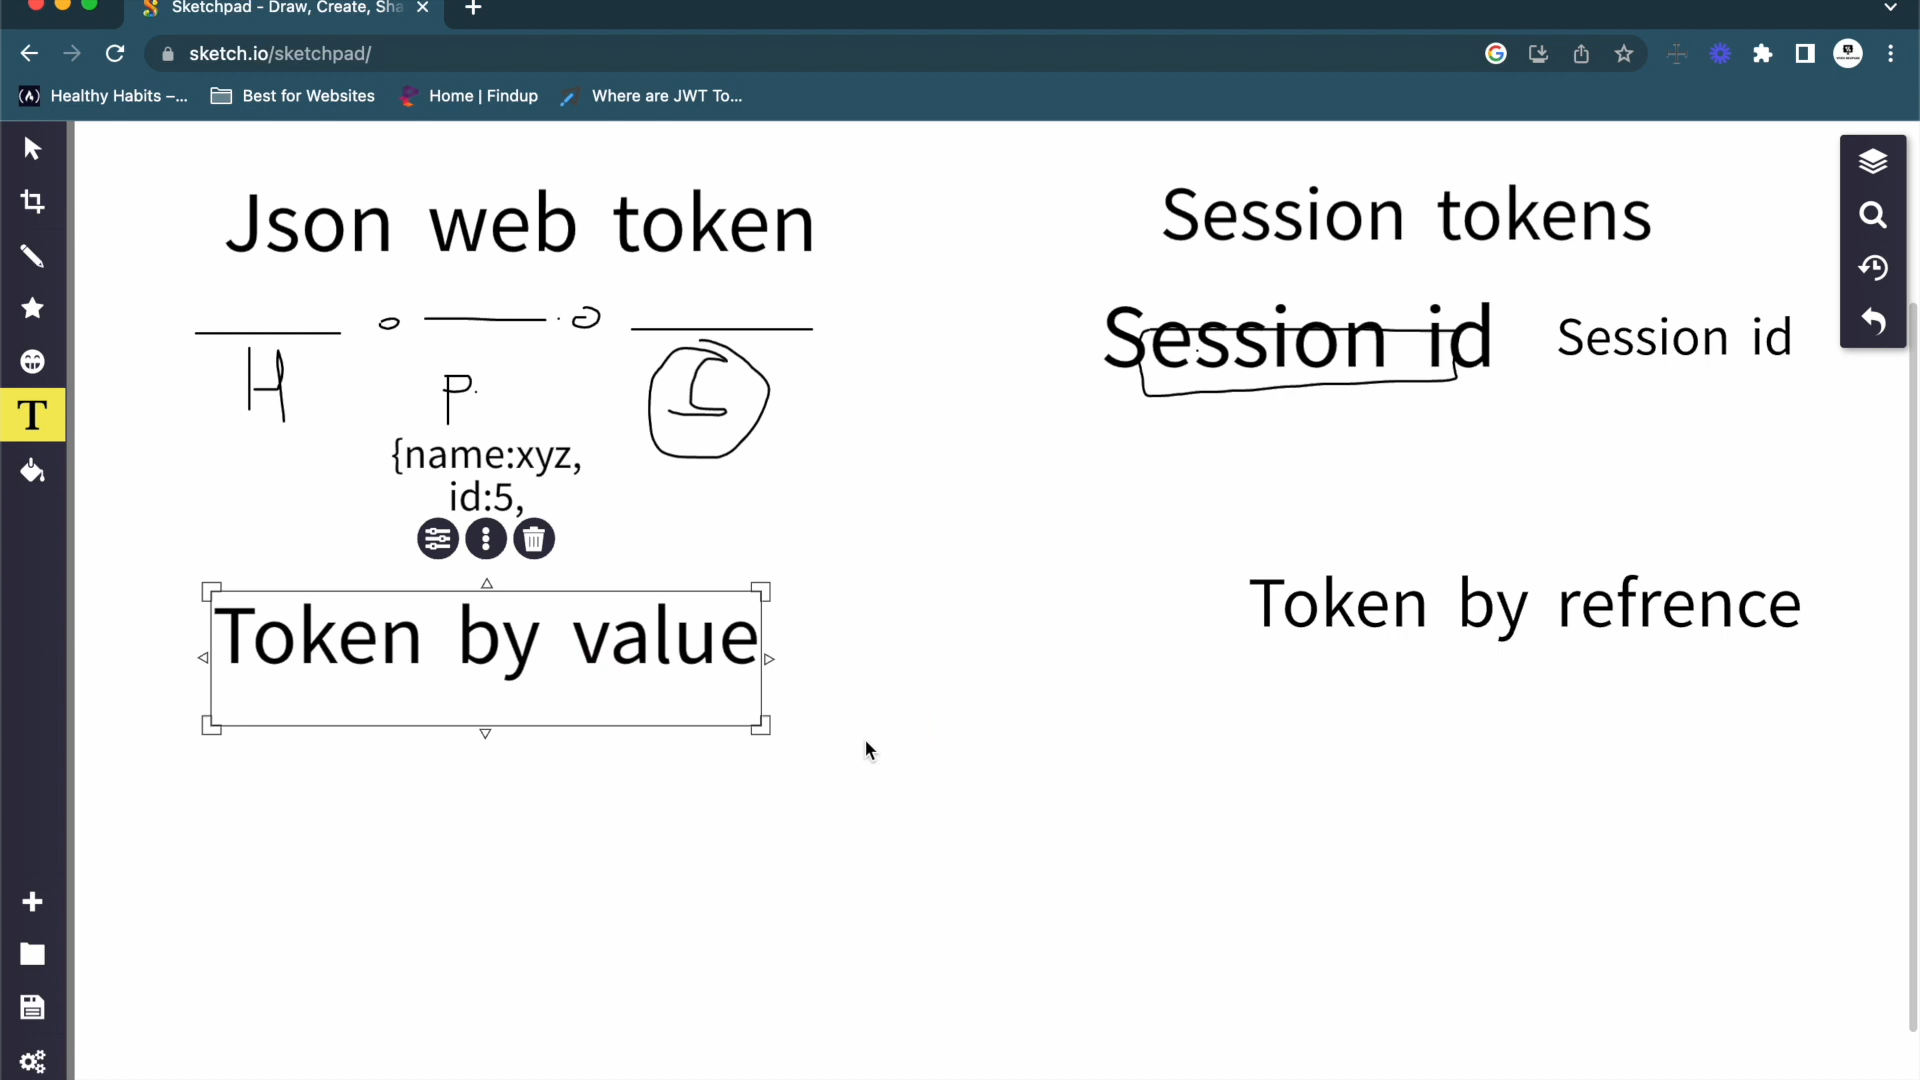 Sketchpad - Draw, Create, Sha
sketch.io/sketchpad/
Healthy Habits –...
Best for Websites
Home | Findup
Where are JWT To...
Json web token
Session tokens
Session id
Session id
H
P
{name:xyz,
id:5,
T
Token by value
Token by refrence